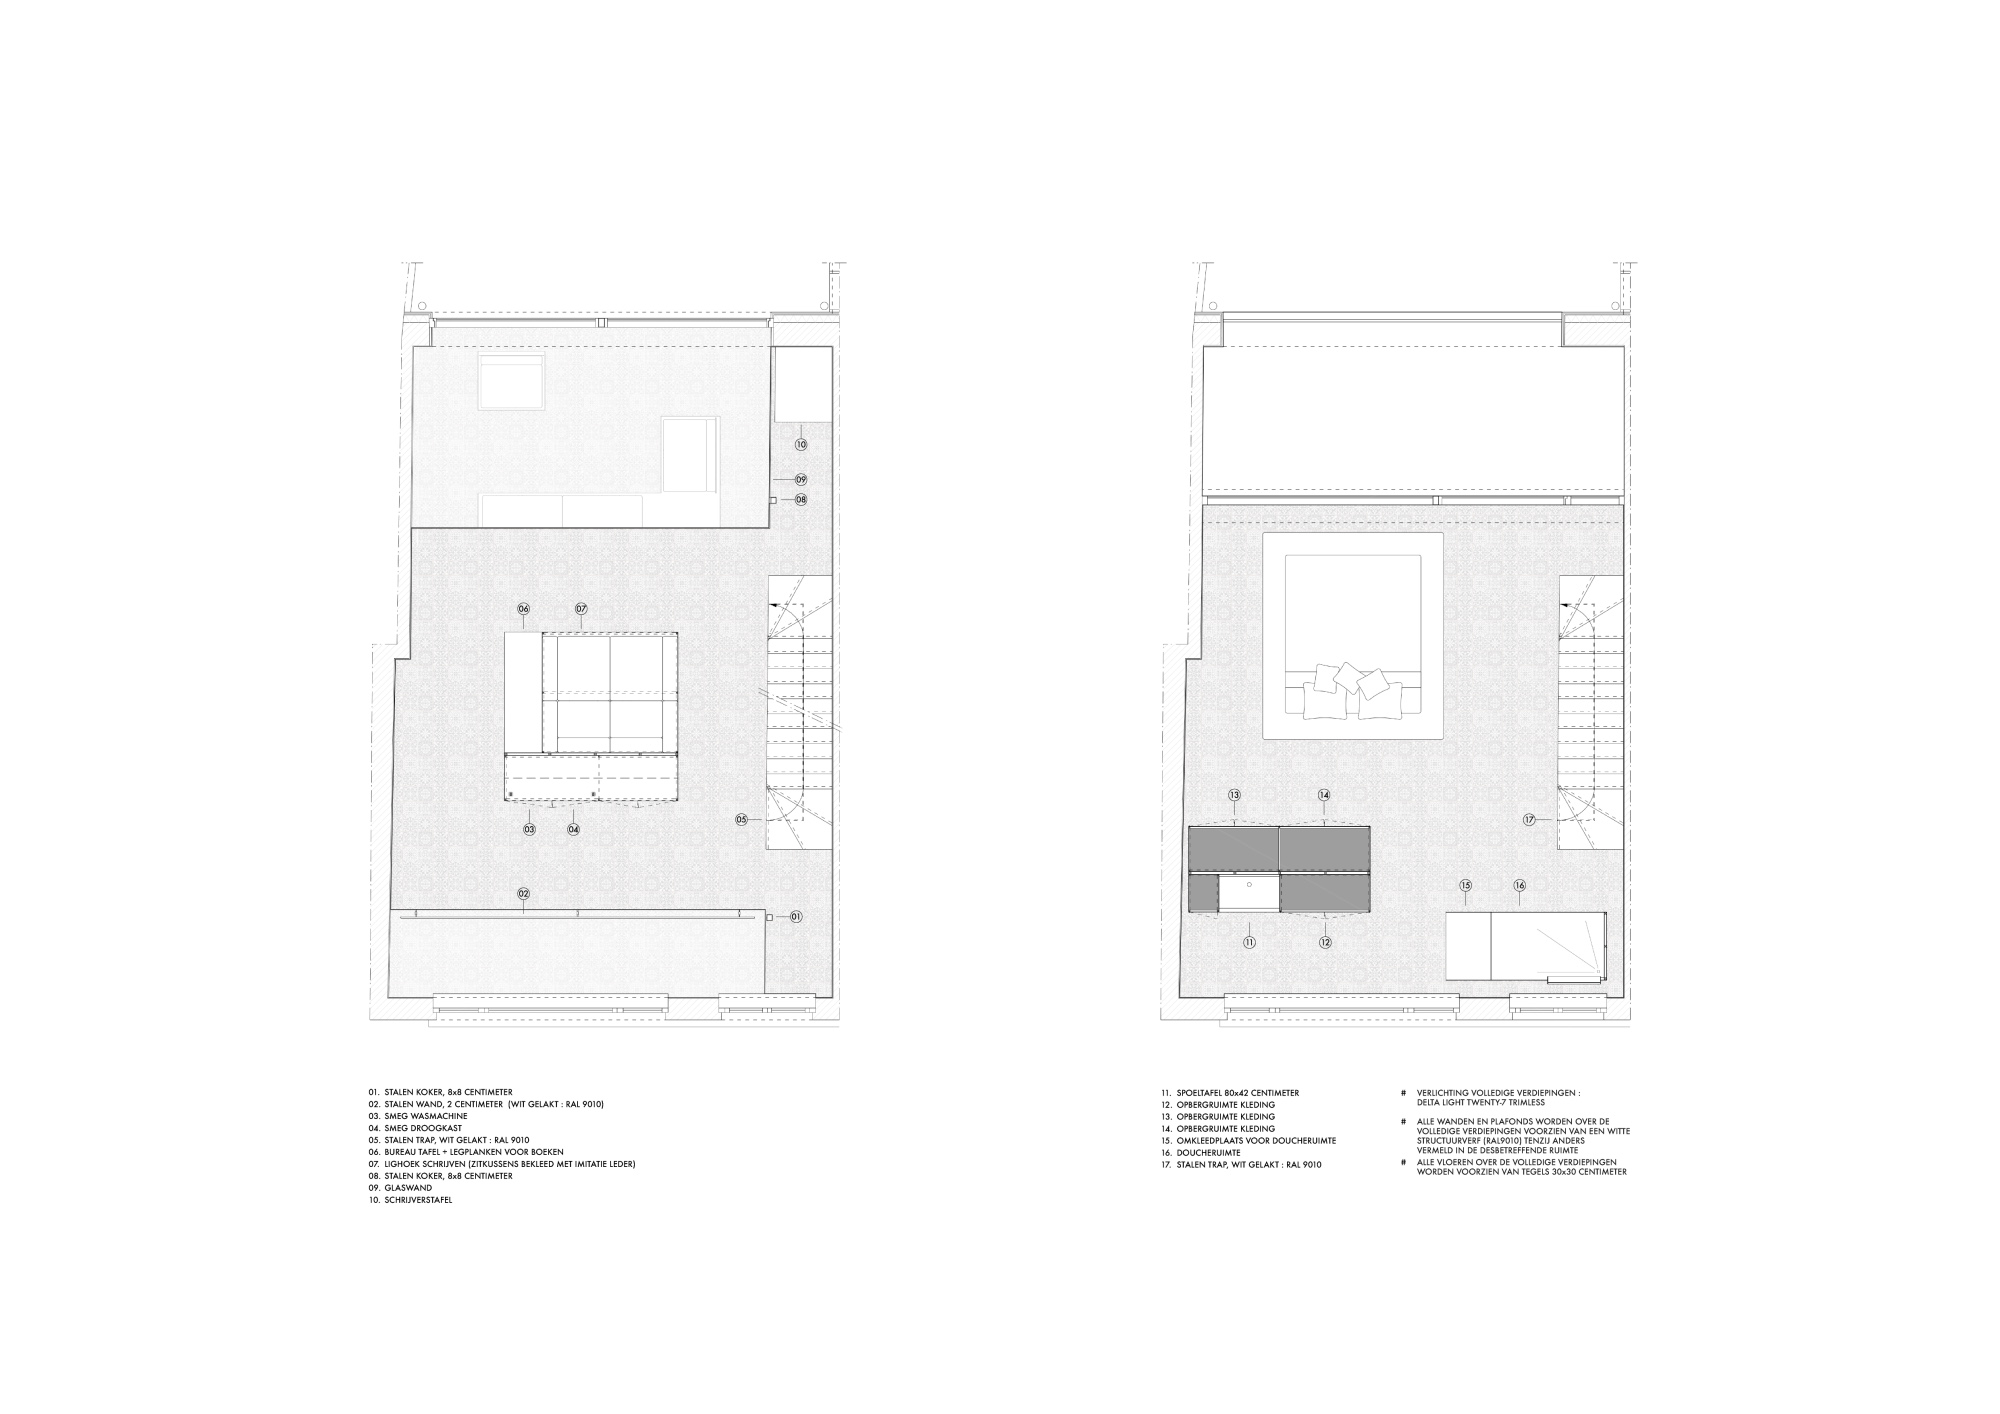 10
09
08
06
07
03
04
05
02
01
13
14
17
15
16
11
12
01. STALEN KOKER, 8x8 CENTIMETER
02. STALEN WAND, 2 CENTIMETER (WIT GELAKT : RAL 9010)
03. SMEG WASMACHINE
04. SMEG DROOGKAST
05. STALEN TRAP, WIT GELAKT : RAL 9010
06. BUREAU TAFEL + LEGPLANKEN VOOR BOEKEN
07. LIGHOEK SCHRIJVEN (ZITKUSSENS BEKLEED MET IMITATIE LEDER)
08. STALEN KOKER, 8x8 CENTIMETER
09. GLASWAND
10. SCHRIJVERSTAFEL
11. SPOELTAFEL 80x42 CENTIMETER
12. OPBERGRUIMTE KLEDING
13. OPBERGRUIMTE KLEDING
14. OPBERGRUIMTE KLEDING
15. OMKLEEDPLAATS VOOR DOUCHERUIMTE
16. DOUCHERUIMTE
17. STALEN TRAP, WIT GELAKT : RAL 9010
# VERLICHTING VOLLEDIGE VERDIEPINGEN :
DELTA LIGHT TWENTY-7 TRIMLESS
# ALLE WANDEN EN PLAFONDS WORDEN OVER DE
VOLLEDIGE VERDIEPINGEN VOORZIEN VAN EEN WITTE
STRUCTUURVERF (RAL9010) TENZIJ ANDERS
VERMELD IN DE DESBETREFFENDE RUIMTE
# ALLE VLOEREN OVER DE VOLLEDIGE VERDIEPINGEN
WORDEN VOORZIEN VAN TEGELS 30x30 CENTIMETER